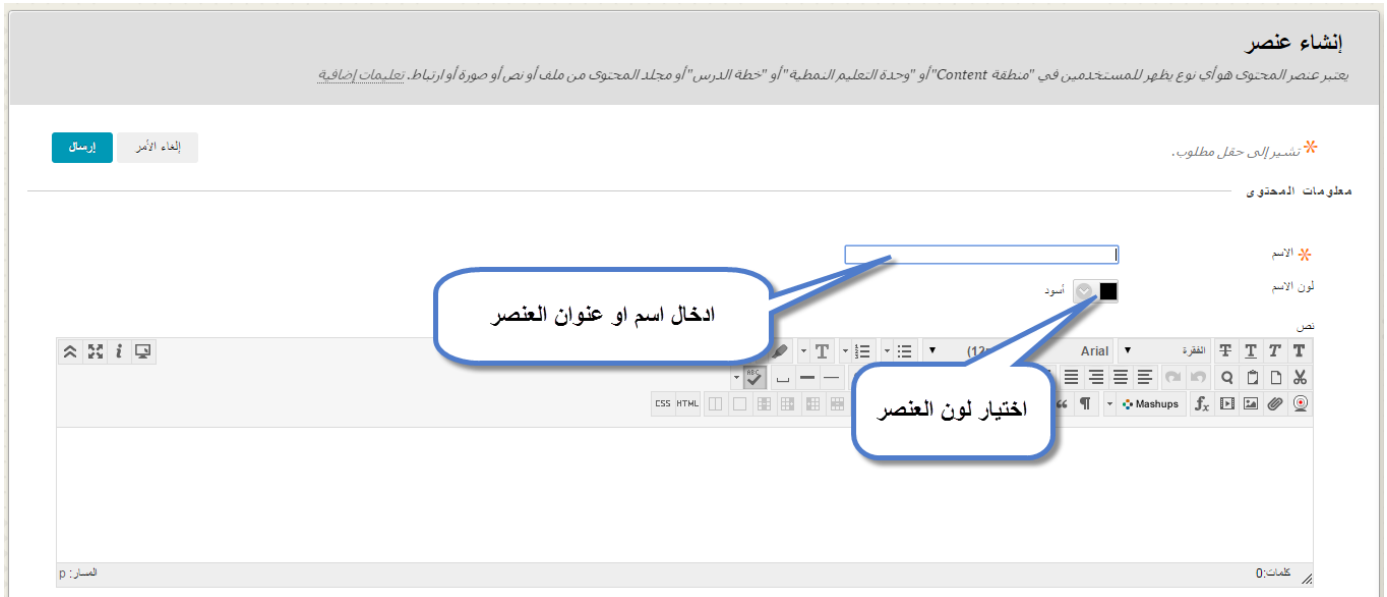 إنشاء عنصر
يعتبر عنصر المحتوى هو أي نوع يظهر للمستخدمين في "منطقة Content" أو "وحدة التعليم النمطية" أو "خطة الدرس" أو مجلد المحتوى من ملف أو نص أو صورة أو ارتباط. تعليمات إضافية
تشير إلى حقل مطلوب.
إلغاء الأمر إرسال
معلومات المحتوى
الاسم
لون الاسم أسود
ادخال اسم او عنوان العنصر
نص
T T T T الفقرة Arial
ABC
fx Mashups HTML CSS
اختيار لون العنصر
كلمات:0 المسار: p